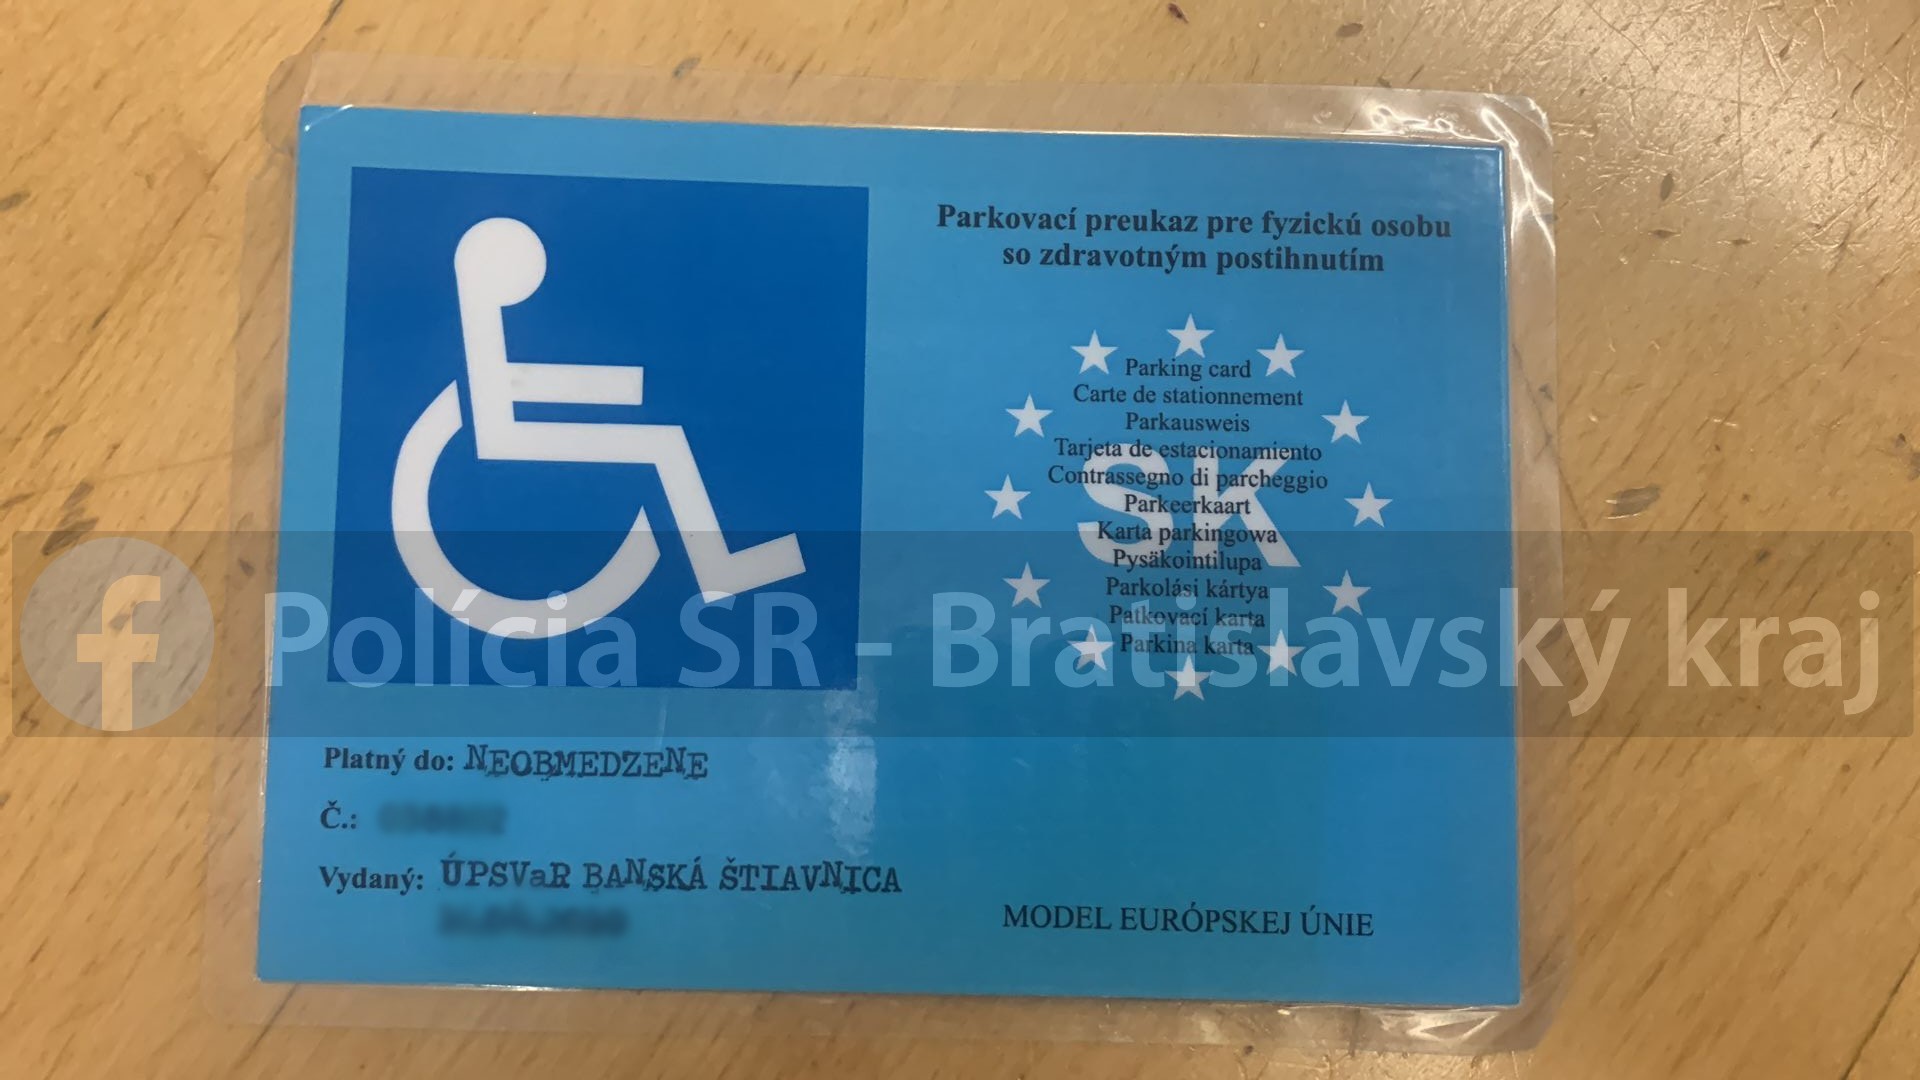 Parkovací preukaz pre fyzickú osobu
so zdravotným postihnutím
Parking card
Carte de stationnement
Parkausweis
Tarjeta de estacionamiento
Contrassegno di parcheggio
SK
Parkeerkaart
Karta parkingowa
Pysäkointilupa
Parkolási kártya
Patkovací karta
Parkina karta
Polícia SR - Bratislavský kraj
Platný do: NEOBMEDZENE
Č.:
Vydaný: ÚPSVaR BANSKÁ ŠTIAVNICA
MODEL EURÓPSKEJ ÚNIE